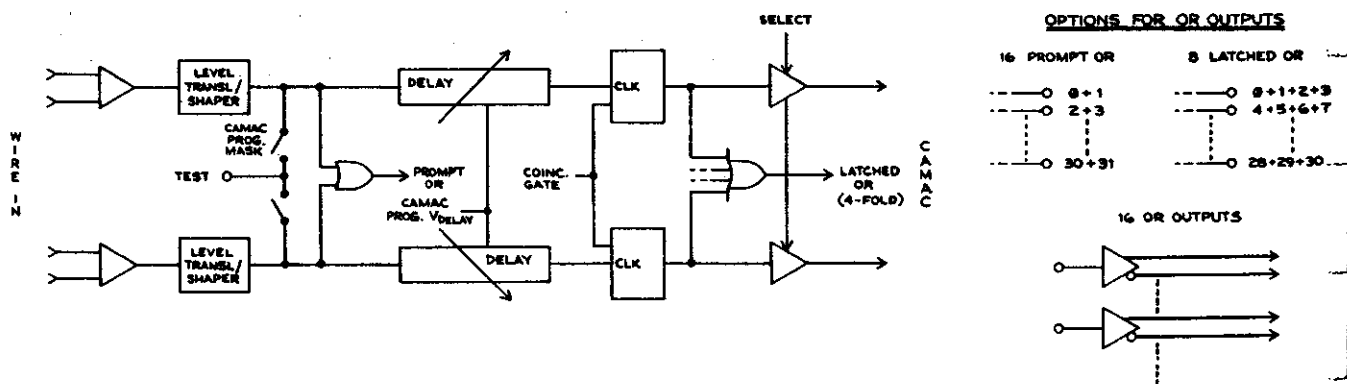 WIRE IN
LEVEL
TRANSL/
SHAPER
CAMAC
PROG.
MASK
TEST
LEVEL
TRANSL/
SHAPER
DELAY
PROMPT
OR
CAMAC
PROG. VDELAY
DELAY
CLK
COINC.
GATE
CLK
SELECT
LATCHED
OR
(4-FOLD)
CAMAC
OPTIONS FOR OR OUTPUTS
16 PROMPT OR
0+1
2+3
30+31
8 LATCHED OR
0+1+2+3
4+5+6+7
28+29+30
16 OR OUTPUTS